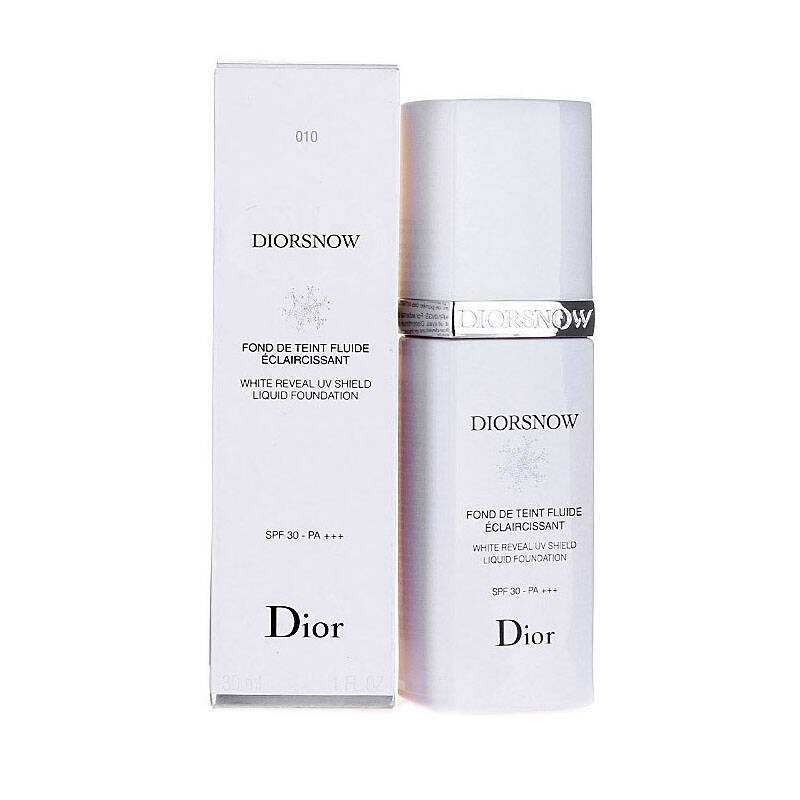 010
DIORSNOW
FOND DE TEINT FLUIDE
ÉCLAIRCISSANT
WHITE REVEAL UV SHIELD
LIQUID FOUNDATION
SPF 30 - PA +++
Dior
30 ml 1 FL OZ
DIORSNOW
DIORSNOW
FOND DE TEINT FLUIDE
ÉCLAIRCISSANT
WHITE REVEAL UV SHIELD
LIQUID FOUNDATION
SPF 30 - PA +++
Dior